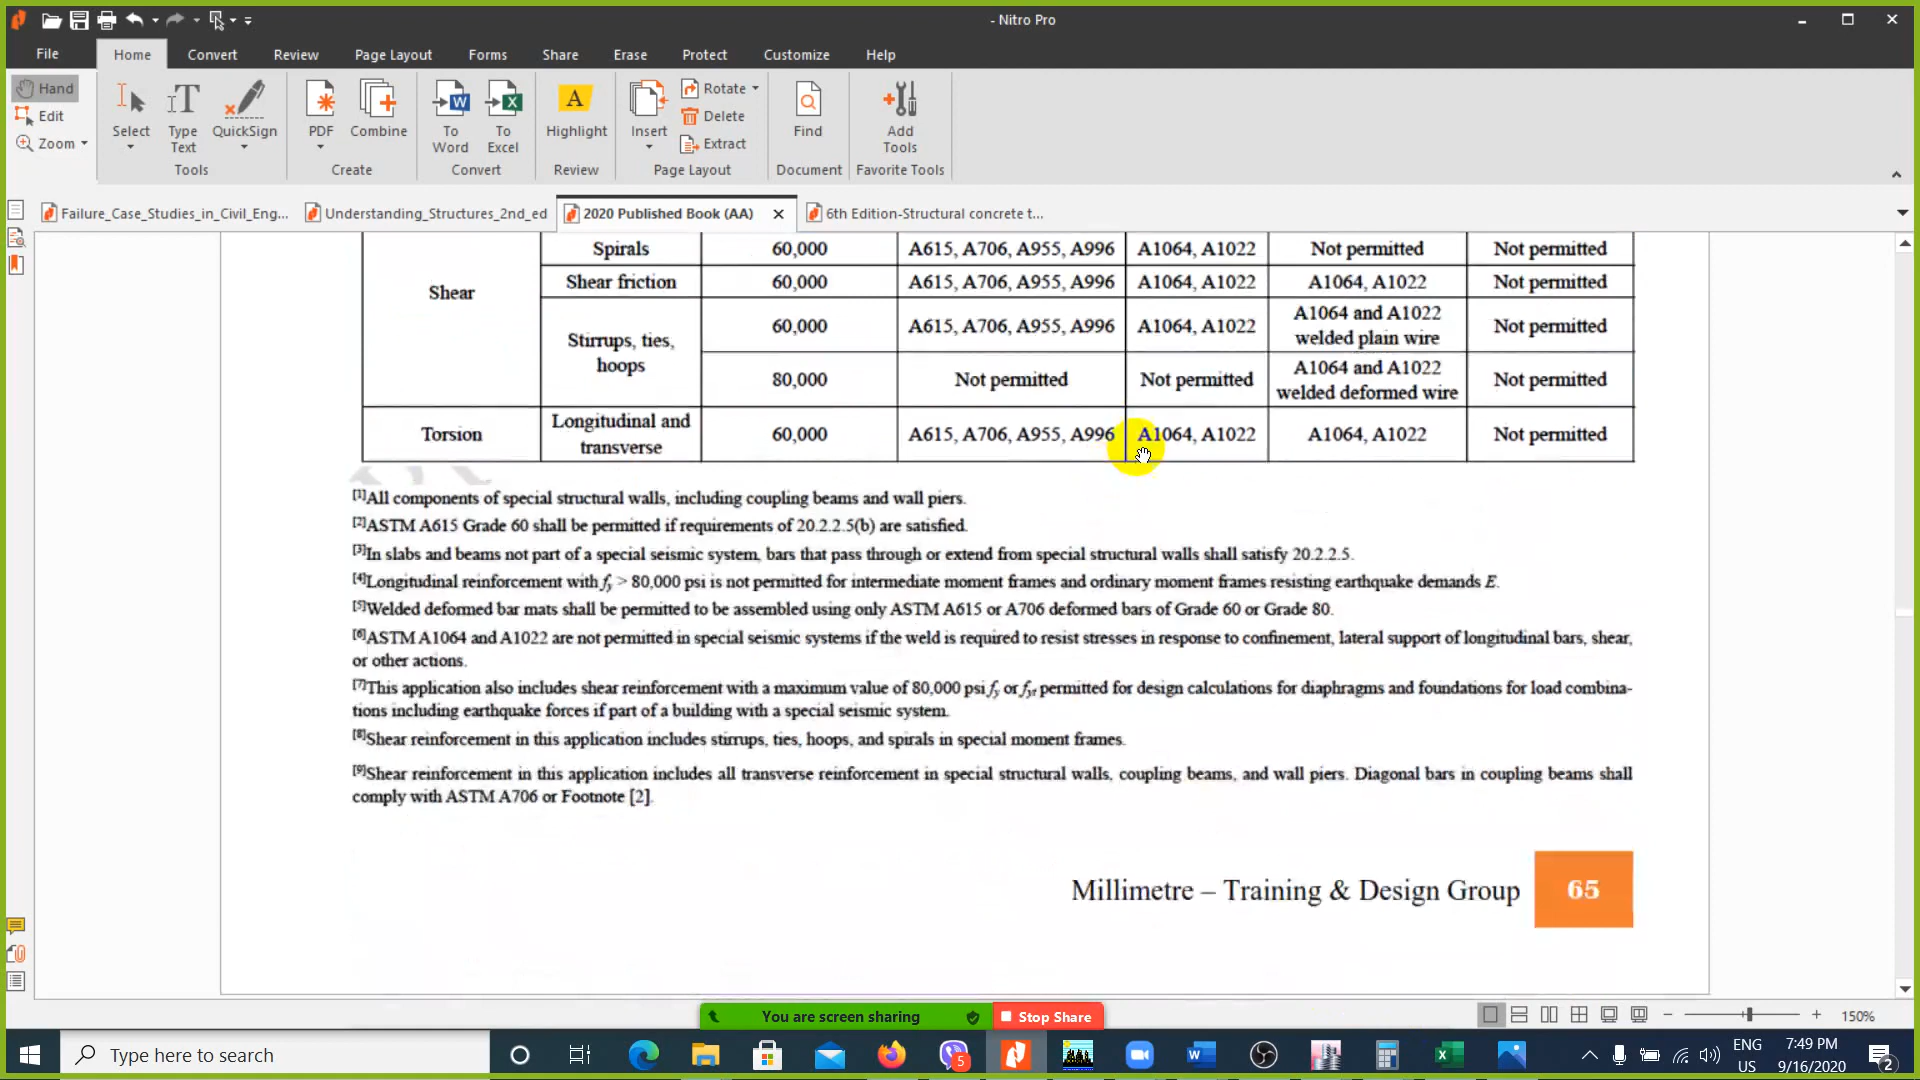 - Nitro Pro
File
Home
Convert
Review
Page Layout
Forms
Share
Erase
Protect
Customize
Help
Hand
Edit
Zoom
Select
Type
Text
QuickSign
Tools
PDF
Combine
Create
To
Word
To
Excel
Convert
Highlight
Review
Insert
Rotate
Delete
Extract
Page Layout
Find
Document
Add
Tools
Favorite Tools
Failure_Case_Studies_in_Civil_Eng...
Understanding_Structures_2nd_ed
2020 Published Book (AA)
6th Edition-Structural concrete t...
Shear
Spirals 60,000 A615, A706, A955, A996 A1064, A1022 Not permitted Not permitted
Shear friction 60,000 A615, A706, A955, A996 A1064, A1022 A1064, A1022 Not permitted
Stirrups, ties,
hoops
60,000 A615, A706, A955, A996 A1064, A1022
A1064 and A1022
welded plain wire
Not permitted
80,000 Not permitted Not permitted
A1064 and A1022
welded deformed wire
Not permitted
Torsion
Longitudinal and
transverse
60,000 A615, A706, A955, A996 A1064, A1022 A1064, A1022 Not permitted
[1]All components of special structural walls, including coupling beams and wall piers.
[2]ASTM A615 Grade 60 shall be permitted if requirements of 20.2.2.5(b) are satisfied.
[3]In slabs and beams not part of a special seismic system, bars that pass through or extend from special structural walls shall satisfy 20.2.2.5.
[4]Longitudinal reinforcement with fy > 80,000 psi is not permitted for intermediate moment frames and ordinary moment frames resisting earthquake demands E.
[5]Welded deformed bar mats shall be permitted to be assembled using only ASTM A615 or A706 deformed bars of Grade 60 or Grade 80.
[6]ASTM A1064 and A1022 are not permitted in special seismic systems if the weld is required to resist stresses in response to confinement, lateral support of longitudinal bars, shear,
or other actions.
[7]This application also includes shear reinforcement with a maximum value of 80,000 psi fy or fyt permitted for design calculations for diaphragms and foundations for load combina-
tions including earthquake forces if part of a building with a special seismic system.
[8]Shear reinforcement in this application includes stirrups, ties, hoops, and spirals in special moment frames.
[9]Shear reinforcement in this application includes all transverse reinforcement in special structural walls, coupling beams, and wall piers. Diagonal bars in coupling beams shall
comply with ASTM A706 or Footnote [2].
Millimetre – Training & Design Group 65
You are screen sharing
Stop Share
150%
Type here to search
5
ENG
US
7:49 PM
9/16/2020
2